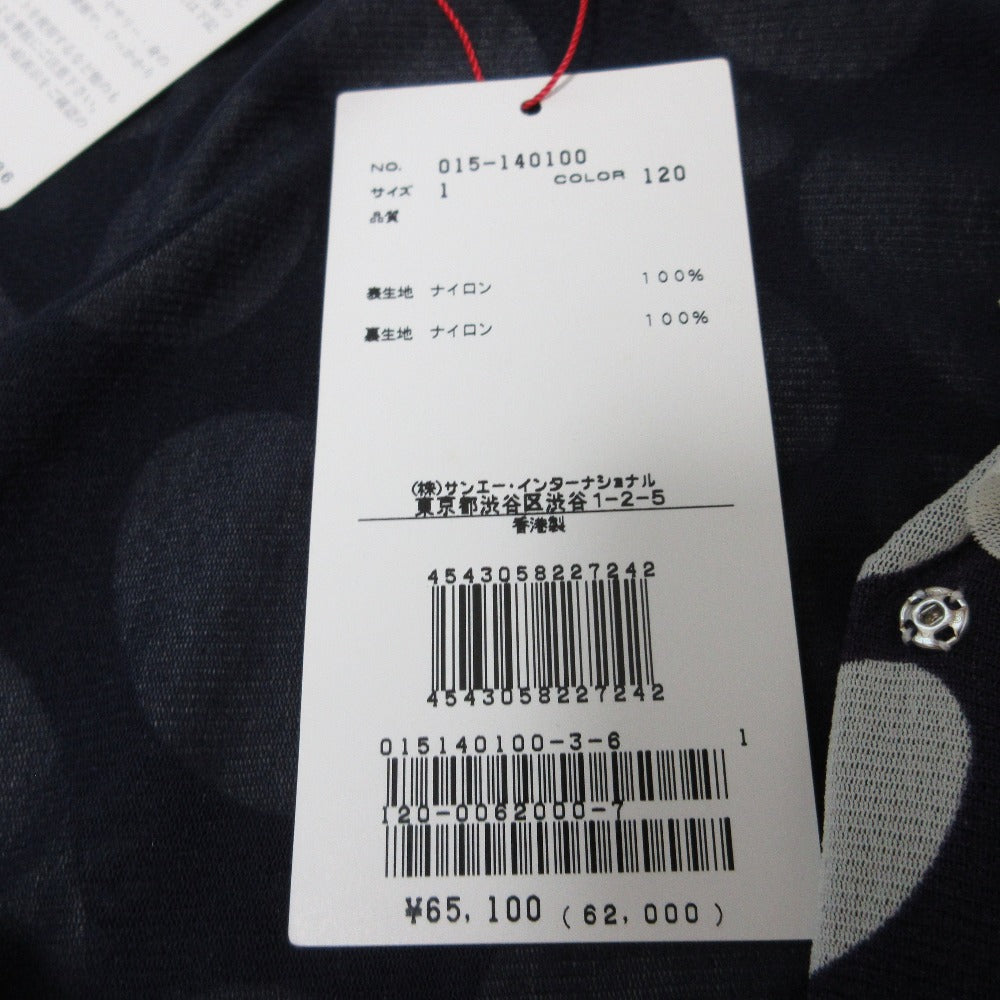 NO. 015-140100
サイズ 1 COLOR 120
品質
表生地 ナイロン 100%
裏生地 ナイロン 100%
(株)サンエー・インターナショナル
東京都渋谷区渋谷1-2-5
香港製
4543058227242
4543058227242
015140100-3-6 1
120-0062000-7
¥65,100 (62,000)